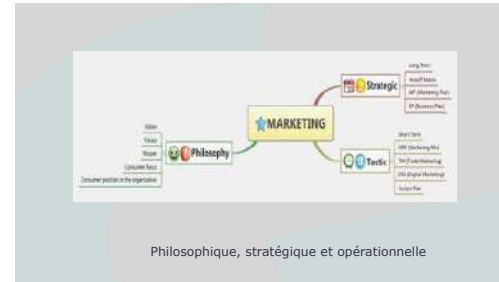 MARKETING
Strategic
Long Term
Ansoff Matrix
MP (Marketing Plan)
BP (Business Plan)
Tactic
Short Term
MM (Marketing Mix)
TM (Trade Marketing)
DM (Digital Marketing)
Action Plan
Philosophy
Vision
Values
Mission
Consumer focus
Consumer position in the organization
Philosophique, stratégique et opérationnelle